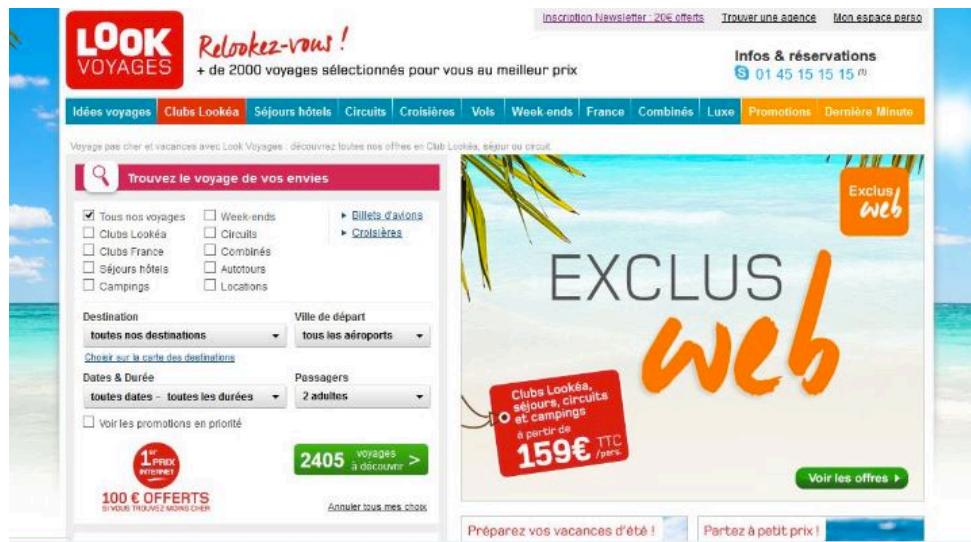 Inscription Newsletter : 20€ offerts Trouver une agence Mon espace perso
LOOK
VOYAGES
Relookez-vous !
+ de 2000 voyages sélectionnés pour vous au meilleur prix
Infos & réservations
01 45 15 15 15 (1)
Idées voyages Clubs Lookéa Séjours hôtels Circuits Croisières Vols Week-ends France Combinés Luxe Promotions Dernière Minute
Voyage pas cher et vacances avec Look Voyages : découvrez toutes nos offres en Club Lookéa, séjour ou circuit
Trouvez le voyage de vos envies
Tous nos voyages Week-ends Billets d'avions
Clubs Lookéa Circuits Croisières
Clubs France Combinés
Séjours hôtels Autotours
Campings Locations
Destination Ville de départ
toutes nos destinations tous les aéroports
Choisir sur la carte des destinations
Dates & Durée Passagers
toutes dates - toutes les durées 2 adultes
Voir les promotions en priorité
1er PRIX INTERNET
100 € OFFERTS
SI VOUS TROUVEZ MOINS CHER
2405 voyages à découvrir >
Annuler tous mes choix
Exclus web
EXCLUS
web
Clubs Lookéa,
séjours, circuits
et campings
à partir de
159€ TTC /pers.
Voir les offres
Préparez vos vacances d'été ! Partez à petit prix !